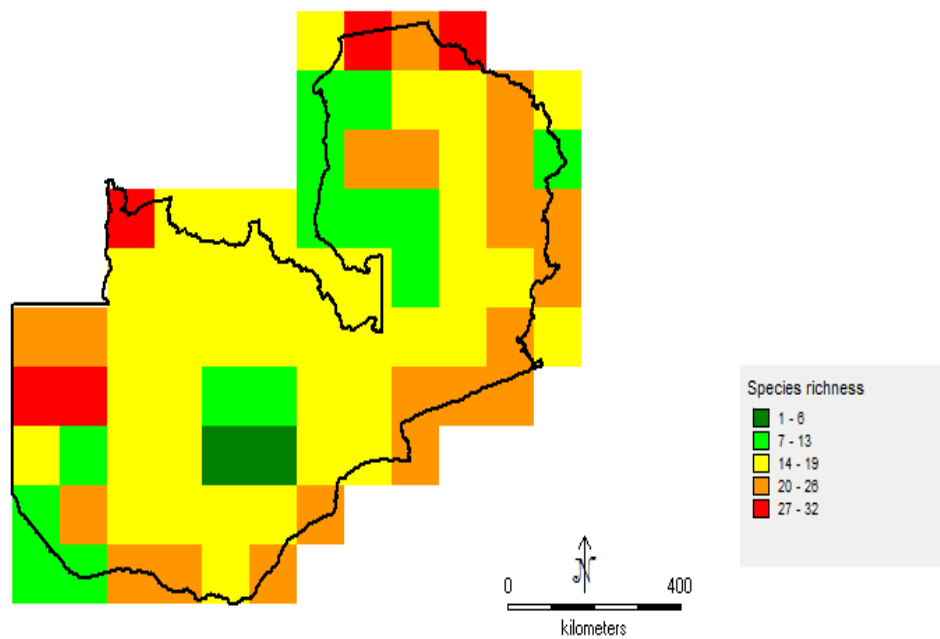 Species richness
1 - 6
7 - 13
14 - 19
20 - 26
27 - 32
N
0 400
kilometers